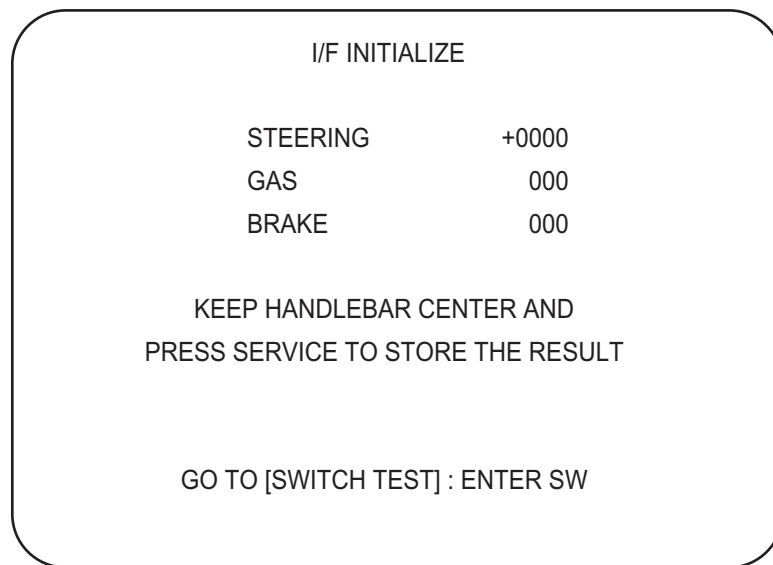 I/F INITIALIZE
STEERING +0000
GAS 000
BRAKE 000
KEEP HANDLEBAR CENTER AND
PRESS SERVICE TO STORE THE RESULT
GO TO [SWITCH TEST] : ENTER SW